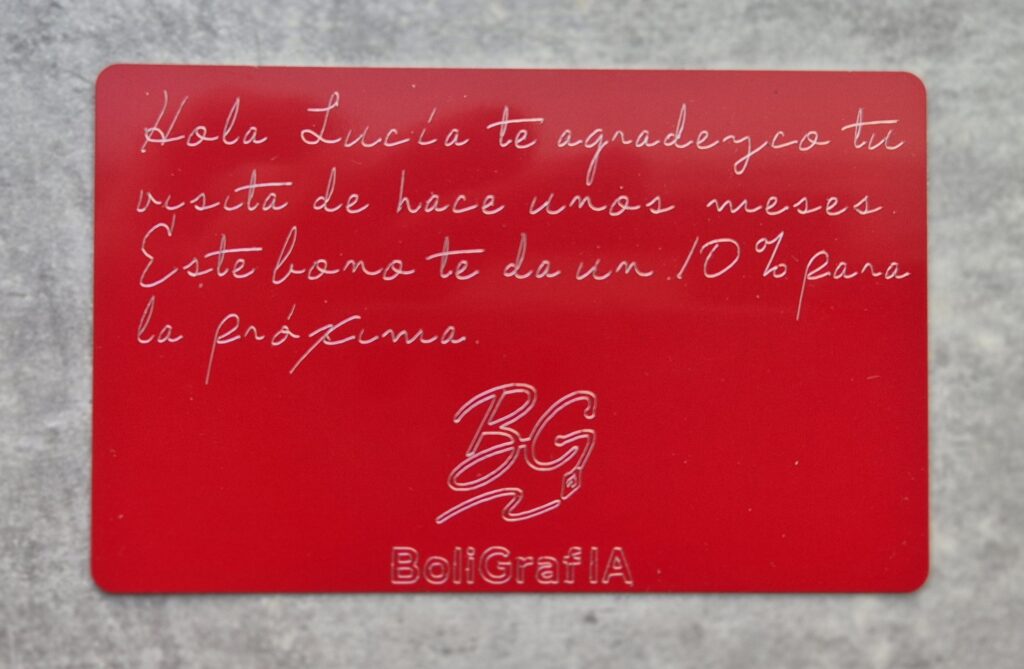 Hola Lucía te agradezco tu
visita de hace unos meses.
Este bono te da un 10% para
la próxima.
BG
BoliGrafIA